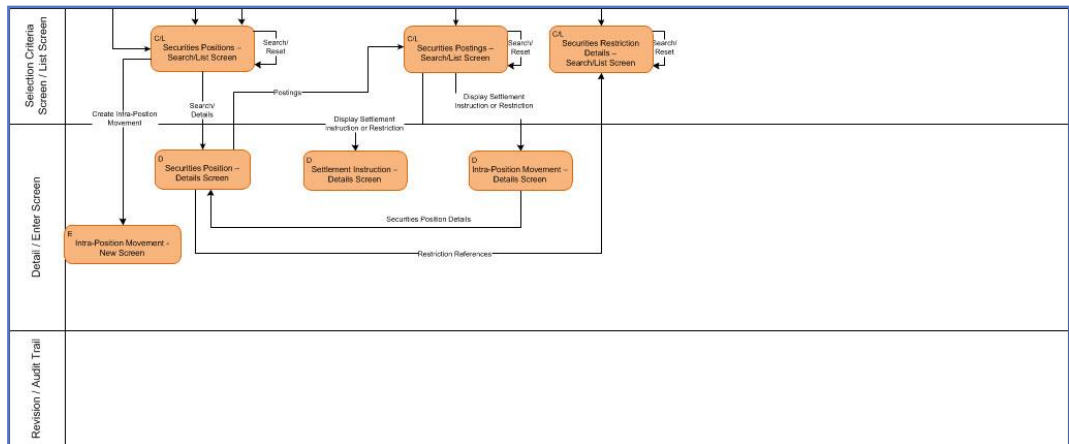 Selection Criteria
Screen / List Screen
C/L
Securities Positions –
Search/List Screen
Search/
Reset
C/L
Securities Postings –
Search/List Screen
Search/
Reset
C/L
Securities Restriction
Details –
Search/List Screen
Search/
Reset
Postings
Display Settlement
Instruction or Restriction
Search/
Details
Create Intra-Postion
Movement
Display Settlement
Instruction or Restriction
Detail / Enter Screen
D
Securities Position –
Details Screen
D
Settlement Instruction –
Details Screen
D
Intra-Position Movement –
Details Screen
Securities Position Details
E
Intra-Position Movement -
New Screen
Restriction References
Revision / Audit Trail